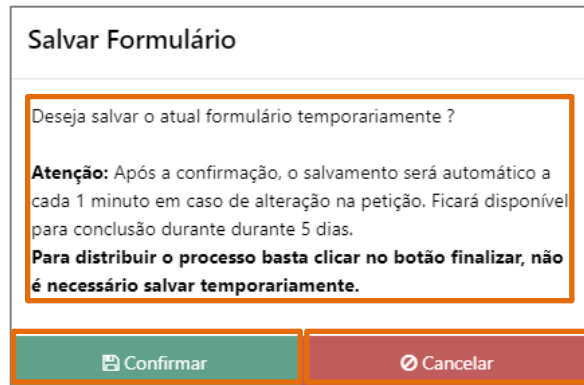 Salvar Formulário
Deseja salvar o atual formulário temporariamente ?
Atenção: Após a confirmação, o salvamento será automático a
cada 1 minuto em caso de alteração na petição. Ficará disponível
para conclusão durante durante 5 dias.
Para distribuir o processo basta clicar no botão finalizar, não
é necessário salvar temporariamente.
Confirmar
Cancelar